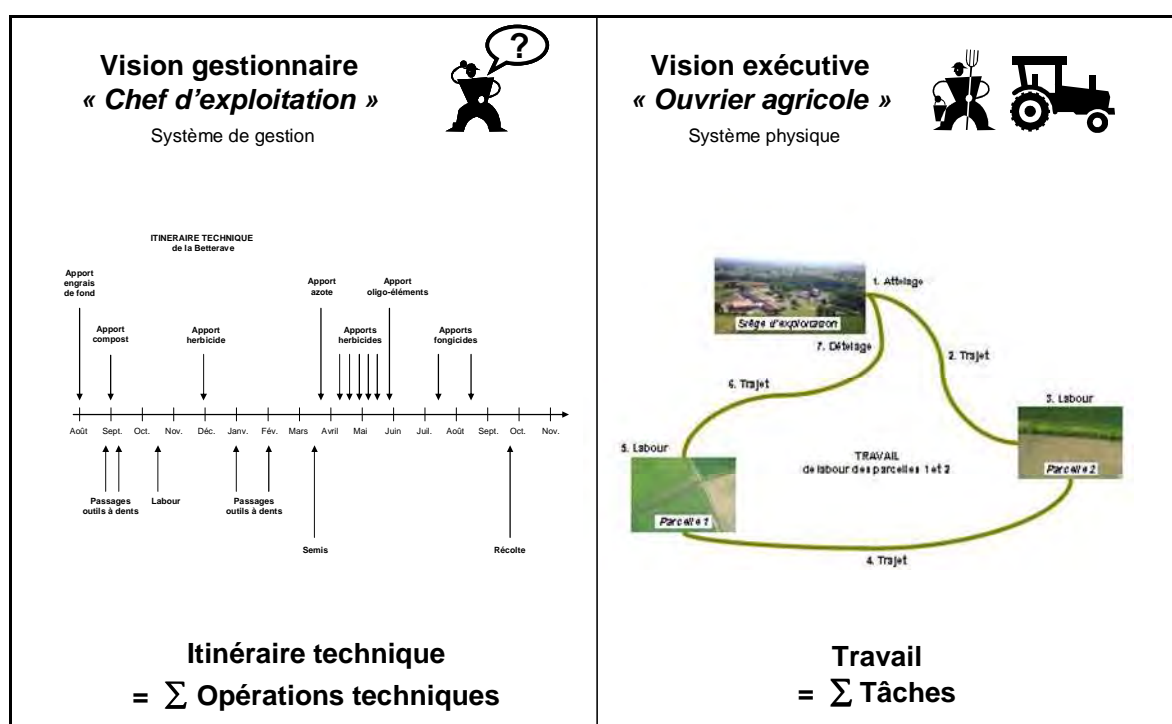 Vision gestionnaire
« Chef d'exploitation »
Système de gestion
?
ITINERAIRE TECHNIQUE
de la Betterave
Apport
engrais
de fond
Apport
compost
Apport
herbicide
Apport
azote
Apports
herbicides
Apport
oligo-éléments
Apports
fongicides
Août Sept. Oct. Nov. Déc. Janv. Fév. Mars Avril Mai Juin Juil. Août Sept. Oct. Nov.
Passages
outils à dents
Labour
Passages
outils à dents
Semis
Récolte
Itinéraire technique
= ∑ Opérations techniques
Vision exécutive
« Ouvrier agricole »
Système physique
1. Attelage
Siège d'exploitation
7. Dételage
2. Trajet
6. Trajet
3. Labour
5. Labour
TRAVAIL
de labour des parcelles 1 et 2
Parcelle 2
Parcelle 1
4. Trajet
Travail
= ∑ Tâches